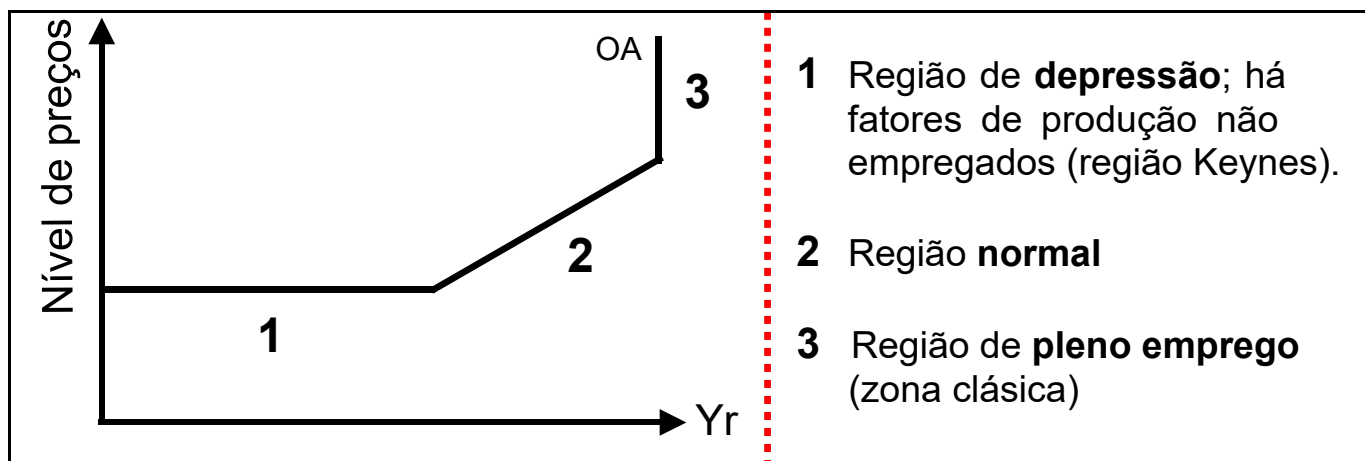 Nível de preços
OA
3
2
1
Yr
1 Região de depressão; há
fatores de produção não
empregados (região Keynes).
2 Região normal
3 Região de pleno emprego
(zona clásica)